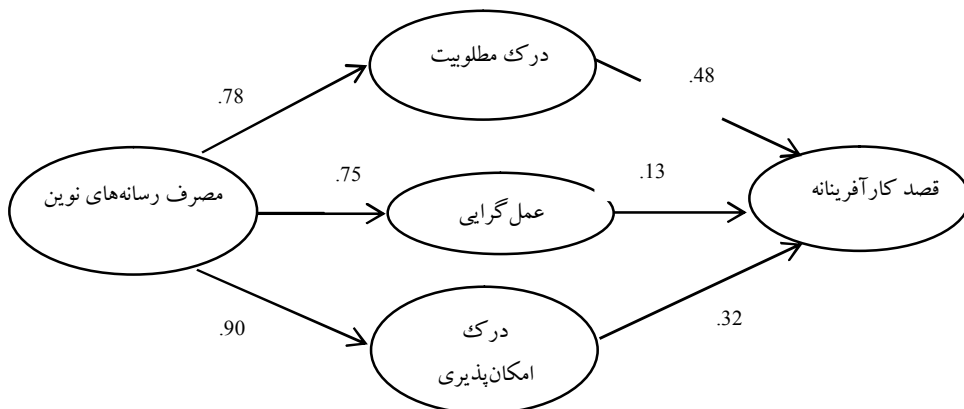 درک مطلوبیت
.78
.48
مصرف رسانه‌های نوین
.75
عمل‌گرایی
.13
قصد کارآفرینانه
.90
درک
امکان‌پذیری
.32